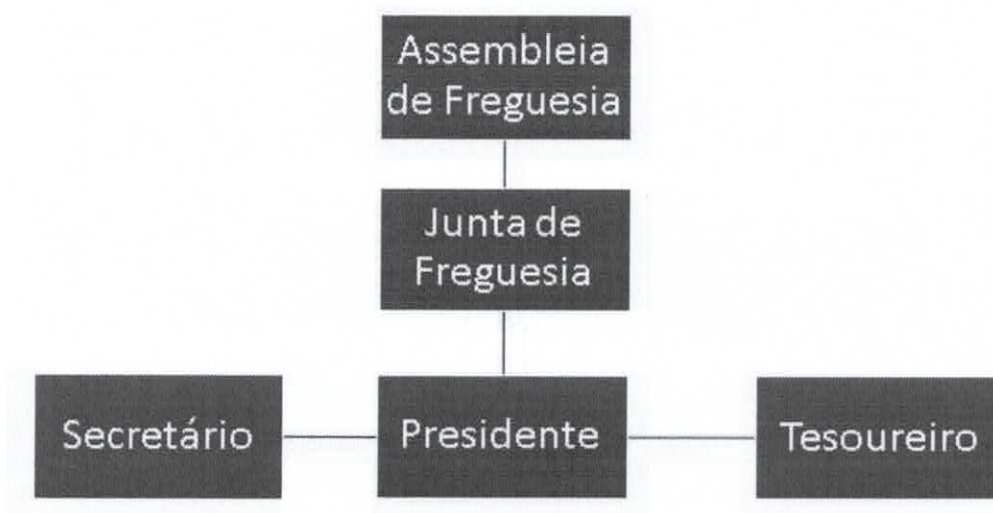 Assembleia
de Freguesia
Junta de
Freguesia
Secretário
Presidente
Tesoureiro